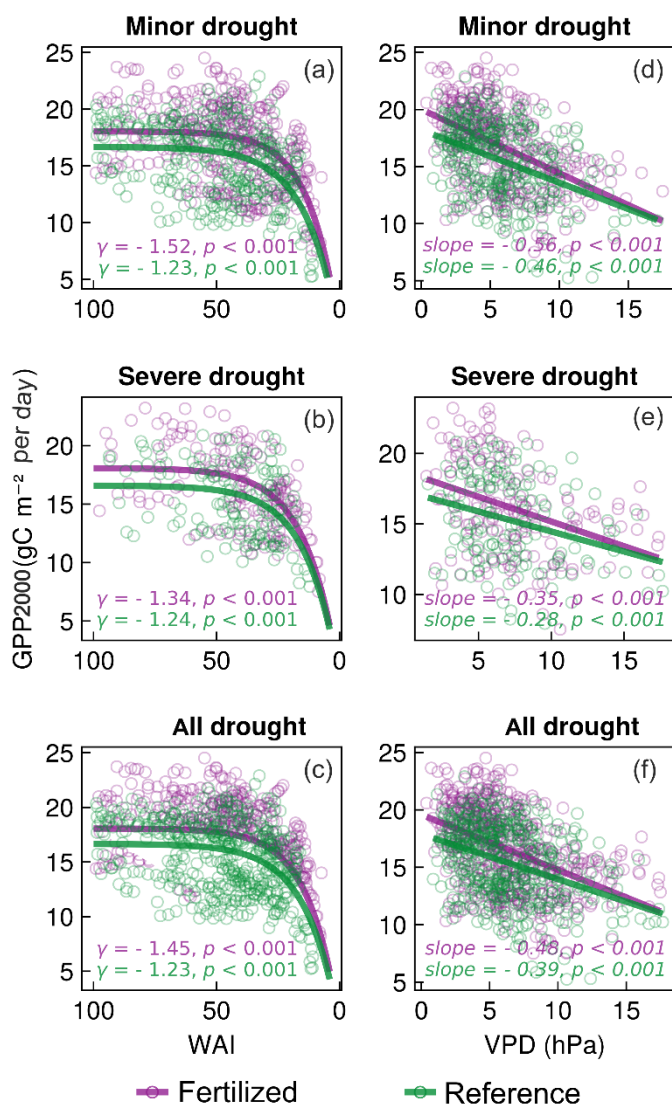 Minor drought
Minor drought
(a)
(d)
25
20
15
10
5
γ = - 1.52, p < 0.001
γ = - 1.23, p < 0.001
100
50
0
25
20
15
10
5
slope = - 0.56, p < 0.001
slope = - 0.46, p < 0.001
0
5
10
15
Severe drought
Severe drought
(b)
(e)
20
15
10
5
γ = - 1.34, p < 0.001
γ = - 1.24, p < 0.001
100
50
0
20
15
10
slope = - 0.35, p < 0.001
slope = - 0.28, p < 0.001
5
10
15
GPP2000(gC m⁻² per day)
All drought
All drought
(c)
(f)
25
20
15
10
5
γ = - 1.45, p < 0.001
γ = - 1.23, p < 0.001
100
50
0
25
20
15
10
5
slope = - 0.48, p < 0.001
slope = - 0.39, p < 0.001
0
5
10
15
WAI
VPD (hPa)
Fertilized
Reference